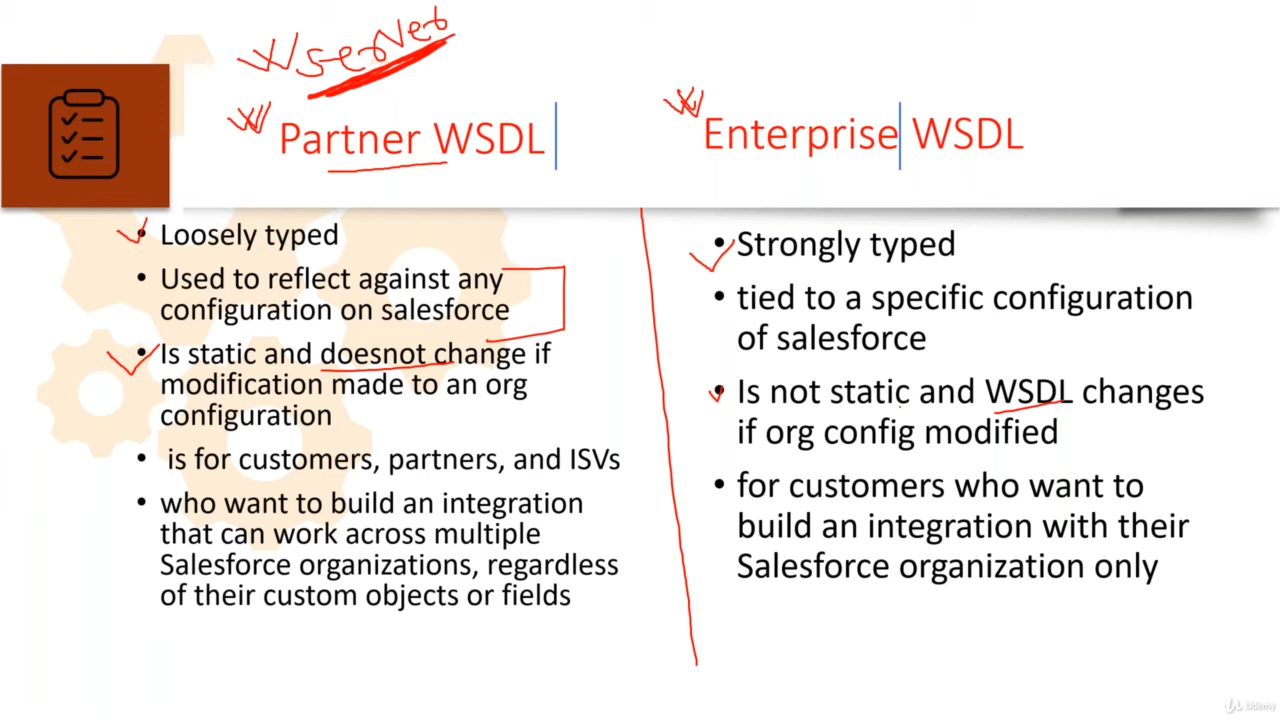 Partner WSDL
Enterprise WSDL
• Loosely typed
• Used to reflect against any
configuration on salesforce
• Is static and doesnot change if
modification made to an org
configuration
• is for customers, partners, and ISVs
• who want to build an integration
that can work across multiple
Salesforce organizations, regardless
of their custom objects or fields
• Strongly typed
• tied to a specific configuration
of salesforce
• Is not static and WSDL changes
if org config modified
• for customers who want to
build an integration with their
Salesforce organization only
Udemy